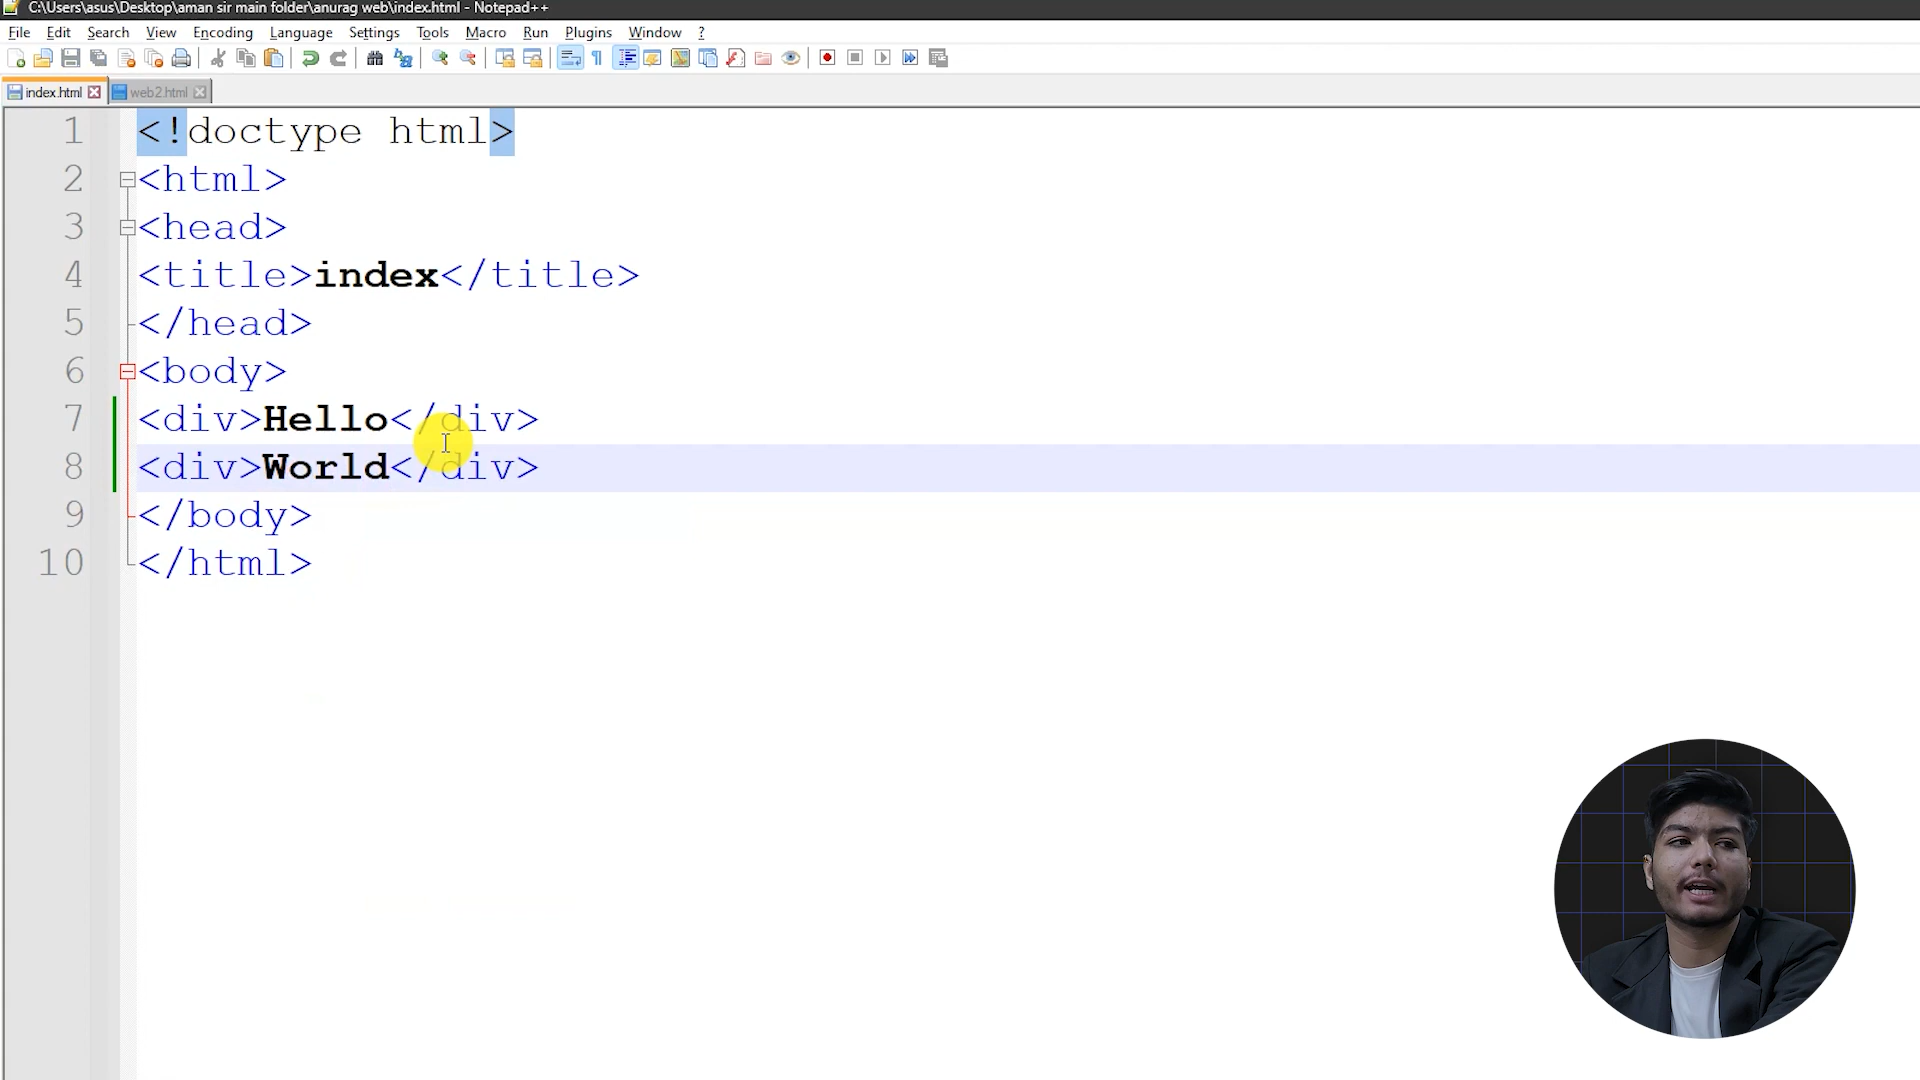 C:\Users\asus\Desktop\aman sir main folder\anurag web\index.html - Notepad++
File Edit Search View Encoding Language Settings Tools Macro Run Plugins Window ?
index.html web2.html
1 <!doctype html>
2 <html>
3 <head>
4 <title>index</title>
5 </head>
6 <body>
7 <div>Hello</div>
8 <div>World</div>
9 </body>
10 </html>